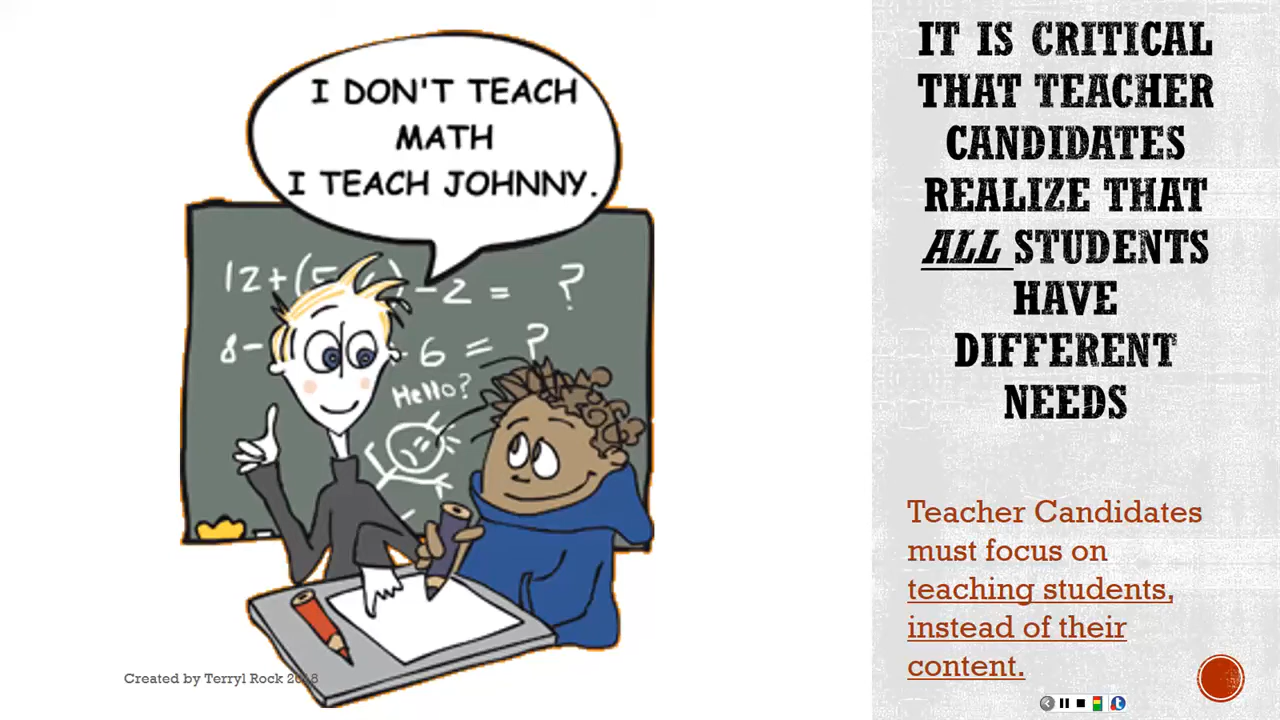 I DON'T TEACH
MATH
I TEACH JOHNNY.
12+(5 ) -2 = ?
8- 6 = ?
Hello?
Created by Terryl Rock
IT IS CRITICAL
THAT TEACHER
CANDIDATES
REALIZE THAT
ALL STUDENTS
HAVE
DIFFERENT
NEEDS
Teacher Candidates
must focus on
teaching students,
instead of their
content.